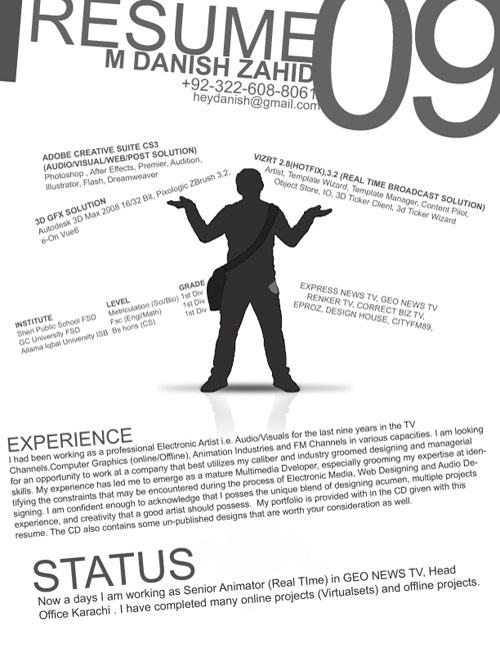 RESUME 09
M DANISH ZAHID
+92-322-608-8061
heydanish@gmail.com
ADOBE CREATIVE SUITE CS3
(AUDIO/VISUAL/WEB/POST SOLUTION)
Photoshop , After Effects, Premier, Audition,
Illustrator, Flash, Dreamweaver
3D GFX SOLUTION
Autodesk 3D Max 2008 16/32 Bit, Pixologic ZBrush 3.2,
e-On Vue6
VIZRT 2.8(HOTFIX),3.2 (REAL TIME BROADCAST SOLUTION)
Artist, Template Wizard, Template Manager, Content Pilot,
Object Store, IO, 3D Ticker Client, 3d Ticker Wizard
INSTITUTE LEVEL GRADE
Sheri Public School FSD Metriculation (Sci/Bio) 1st Div
GC University FSD Fsc (Engi/Math) 1st Div
Allama Iqbal University ISB Bs hons (CS) 1st Div
EXPRESS NEWS TV, GEO NEWS TV
RENKER TV, CORRECT BIZ TV,
EPROZ, DESIGN HOUSE, CITYFM89,
EXPERIENCE
I had been working as a professional Electronic Artist i.e. Audio/Visuals for the last nine years in the TV
Channels,Computer Graphics (online/Offline), Animation Industries and FM Channels in various capacities. I am looking
for an opportunity to work at a company that best utilizes my caliber and industry groomed designing and managerial
skills. My experience has led me to emerge as a mature Multimedia Dveloper, especially grooming my expertise at iden-
tifying the constraints that may be encountered during the process of Electronic Media, Web Designing and Audio De-
signing. I am confident enough to acknowledge that I posses the unique blend of designing acumen, multiple projects
experience, and creativity that a good artist should possess. My portfolio is provided with in the CD given with this
resume. The CD also contains some un-published designs that are worth your consideration as well.
STATUS
Now a days I am working as Senior Animator (Real TIme) in GEO NEWS TV, Head
Office Karachi . I have completed many online projects (Virtualsets) and offline projects.